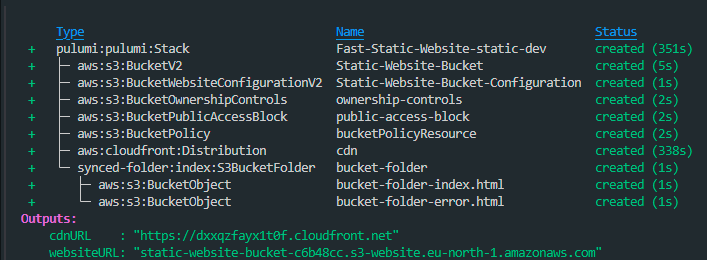 Type Name Status
+ pulumi:pulumi:Stack Fast-Static-Website-static-dev created (351s)
+ ├─ aws:s3:BucketV2 Static-Website-Bucket created (5s)
+ ├─ aws:s3:BucketWebsiteConfigurationV2 Static-Website-Bucket-Configuration created (1s)
+ ├─ aws:s3:BucketOwnershipControls ownership-controls created (2s)
+ ├─ aws:s3:BucketPublicAccessBlock public-access-block created (2s)
+ ├─ aws:s3:BucketPolicy bucketPolicyResource created (2s)
+ ├─ aws:cloudfront:Distribution cdn created (338s)
+ └─ synced-folder:index:S3BucketFolder bucket-folder created (1s)
+ ├─ aws:s3:BucketObject bucket-folder-index.html created (1s)
+ └─ aws:s3:BucketObject bucket-folder-error.html created (1s)
Outputs:
cdnURL : "https://dxxqzfayx1t0f.cloudfront.net"
websiteURL: "static-website-bucket-c6b48cc.s3-website.eu-north-1.amazonaws.com"